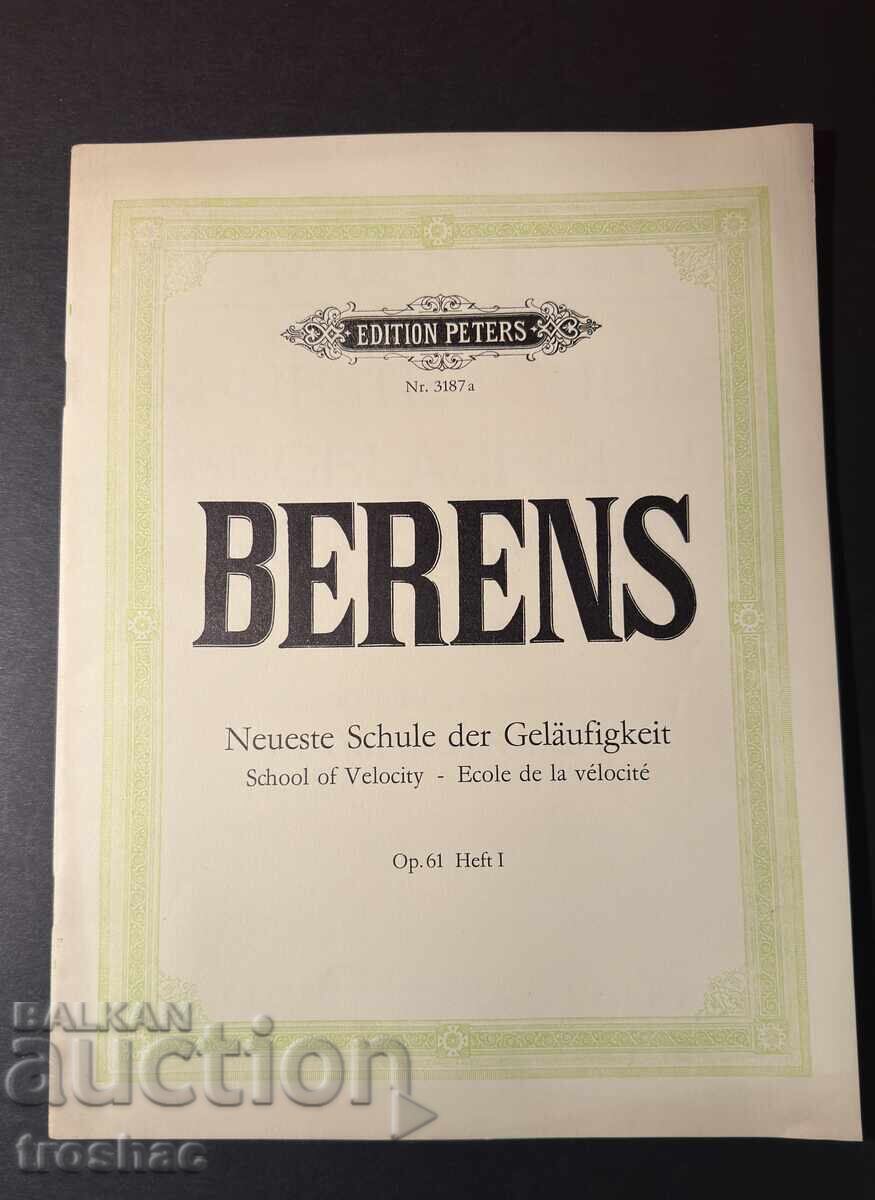 EDITION PETERS
Nr. 3187a
BERENS
Neueste Schule der Geläufigkeit
School of Velocity - Ecole de la vélocité
Op. 61 Heft I
BALKAN
auction
troshac